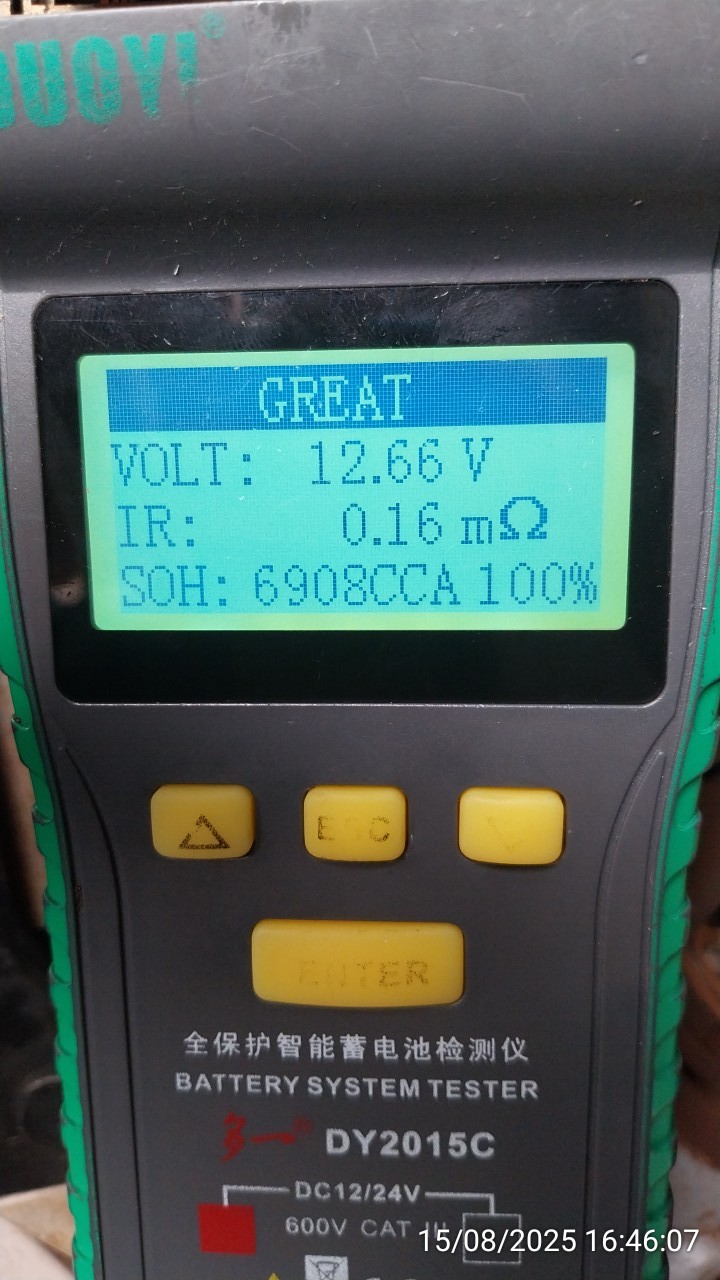 DUOYI®
GREAT
VOLT: 12.66 V
IR: 0.16 mΩ
SOH: 6908CCA 100%
ESC
ENTER
全保护智能蓄电池检测仪
BATTERY SYSTEM TESTER
多一 DY2015C
DC12/24V
600V CAT III
15/08/2025 16:46:07